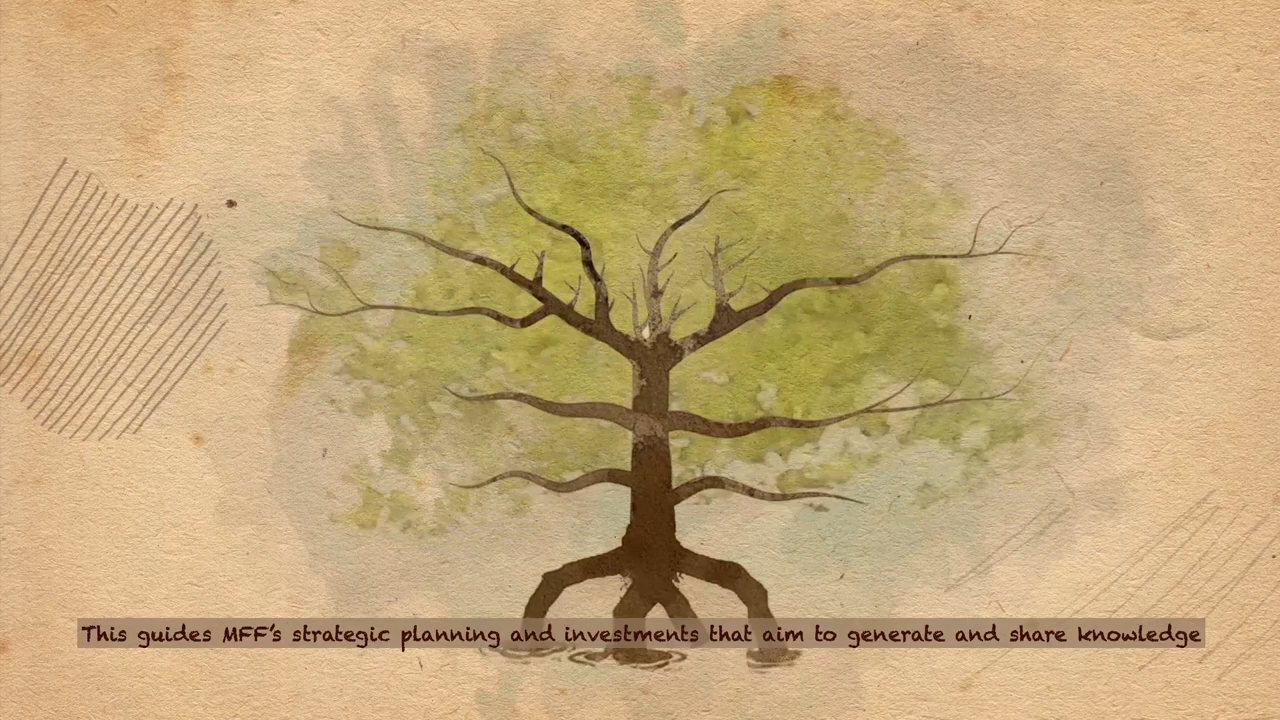 This guides MFF's strategic planning and investments that aim to generate and share knowledge